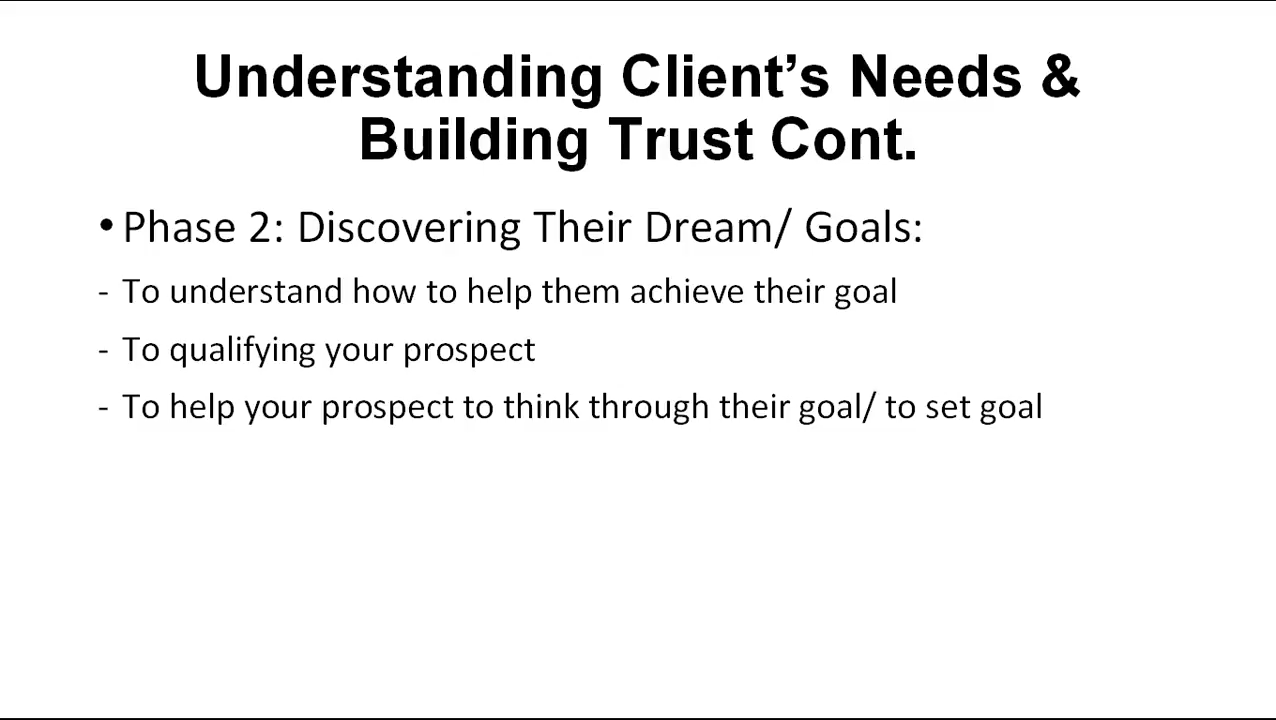 Understanding Client’s Needs &
Building Trust Cont.
• Phase 2: Discovering Their Dream/ Goals:
- To understand how to help them achieve their goal
- To qualifying your prospect
- To help your prospect to think through their goal/ to set goal